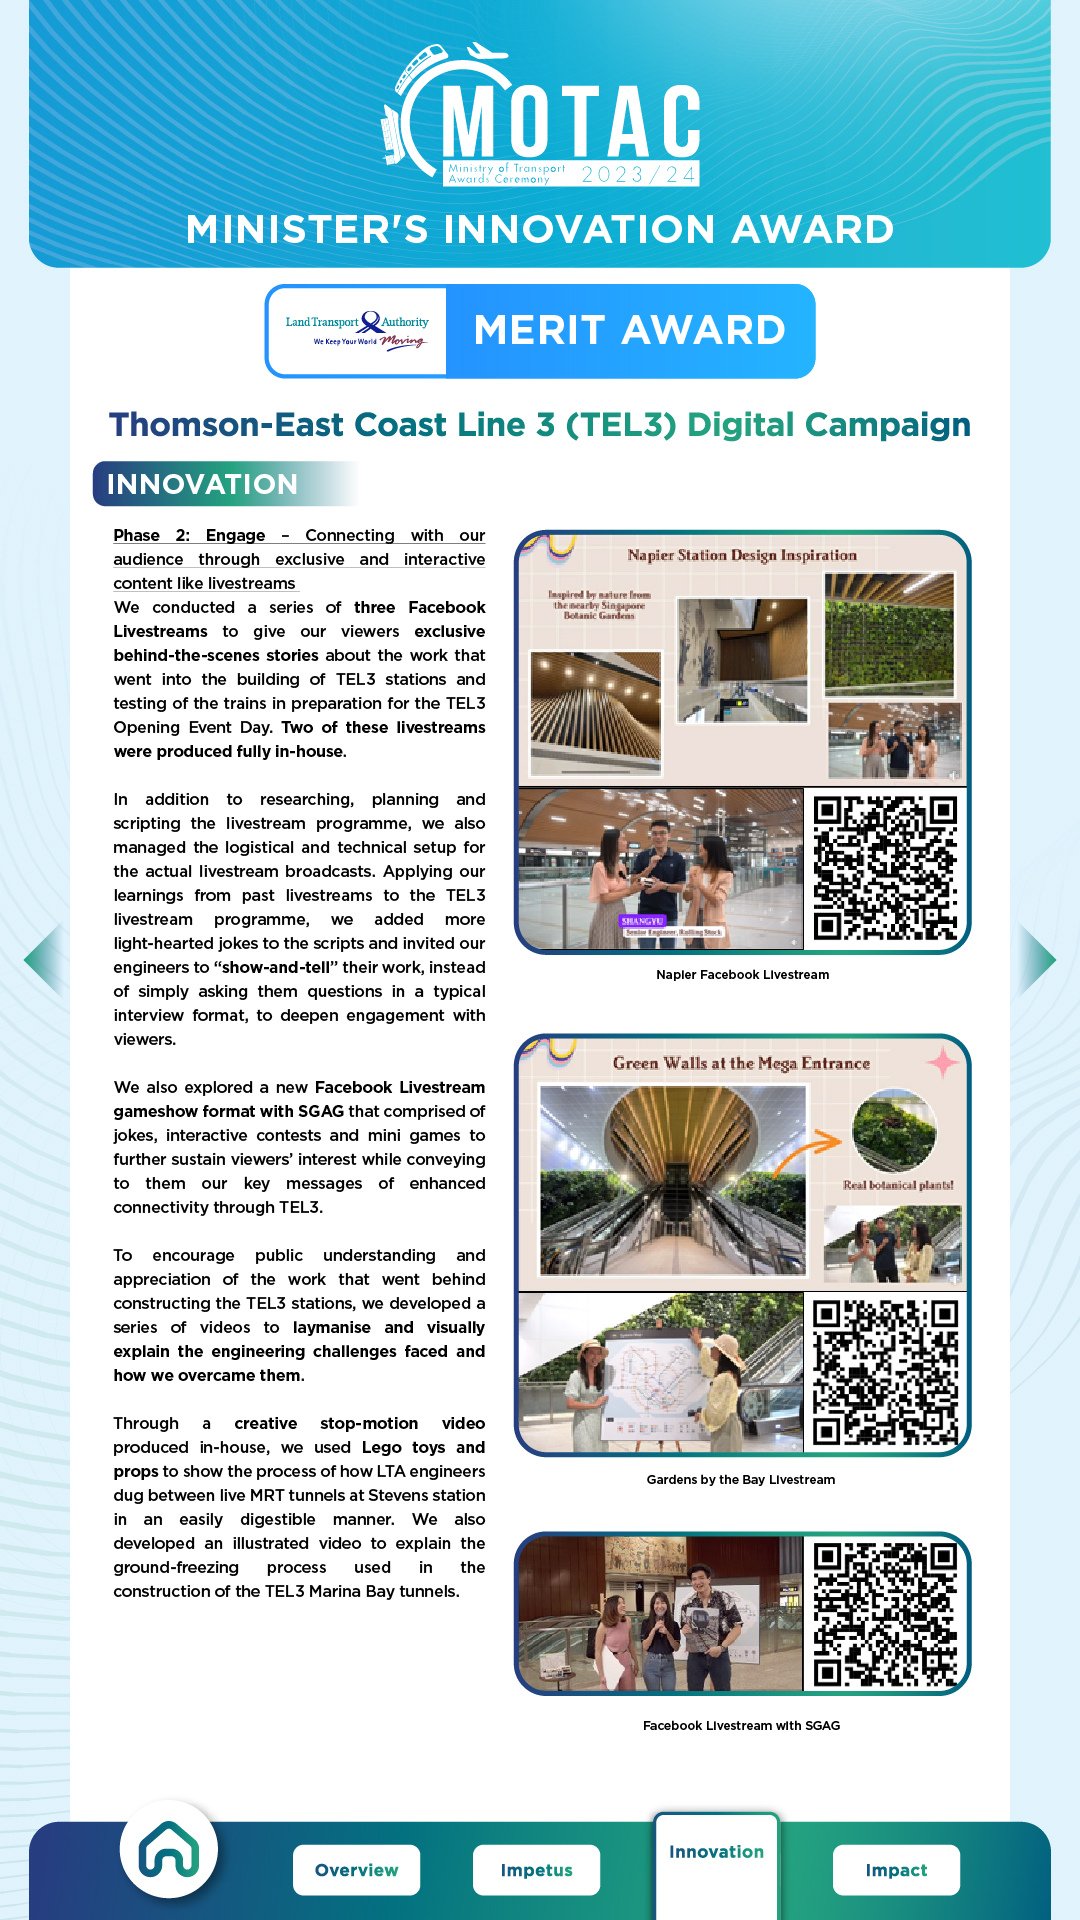 MOTAC
Ministry of Transport
Awards Ceremony
2023/24
MINISTER'S INNOVATION AWARD
Land Transport Authority
We Keep Your World Moving
MERIT AWARD
Thomson-East Coast Line 3 (TEL3) Digital Campaign
INNOVATION
Phase 2: Engage – Connecting with our
audience through exclusive and interactive
content like livestreams
We conducted a series of three Facebook
Livestreams to give our viewers exclusive
behind-the-scenes stories about the work that
went into the building of TEL3 stations and
testing of the trains in preparation for the TEL3
Opening Event Day. Two of these livestreams
were produced fully in-house.
In addition to researching, planning and
scripting the livestream programme, we also
managed the logistical and technical setup for
the actual livestream broadcasts. Applying our
learnings from past livestreams to the TEL3
livestream programme, we added more
light-hearted jokes to the scripts and invited our
engineers to “show-and-tell” their work, instead
of simply asking them questions in a typical
interview format, to deepen engagement with
viewers.
We also explored a new Facebook Livestream
gameshow format with SGAG that comprised of
jokes, interactive contests and mini games to
further sustain viewers’ interest while conveying
to them our key messages of enhanced
connectivity through TEL3.
To encourage public understanding and
appreciation of the work that went behind
constructing the TEL3 stations, we developed a
series of videos to laymanise and visually
explain the engineering challenges faced and
how we overcame them.
Through a creative stop-motion video
produced in-house, we used Lego toys and
props to show the process of how LTA engineers
dug between live MRT tunnels at Stevens station
in an easily digestible manner. We also
developed an illustrated video to explain the
ground-freezing process used in the
construction of the TEL3 Marina Bay tunnels.
Napier Station Design Inspiration
Inspired by nature from
the nearby Singapore
Botanic Gardens
SHANGYU
Senior Engineer, Rolling Stock
Napier Facebook Livestream
Green Walls at the Mega Entrance
Real botanical plants!
Gardens by the Bay Livestream
Facebook Livestream with SGAG
Overview
Impetus
Innovation
Impact